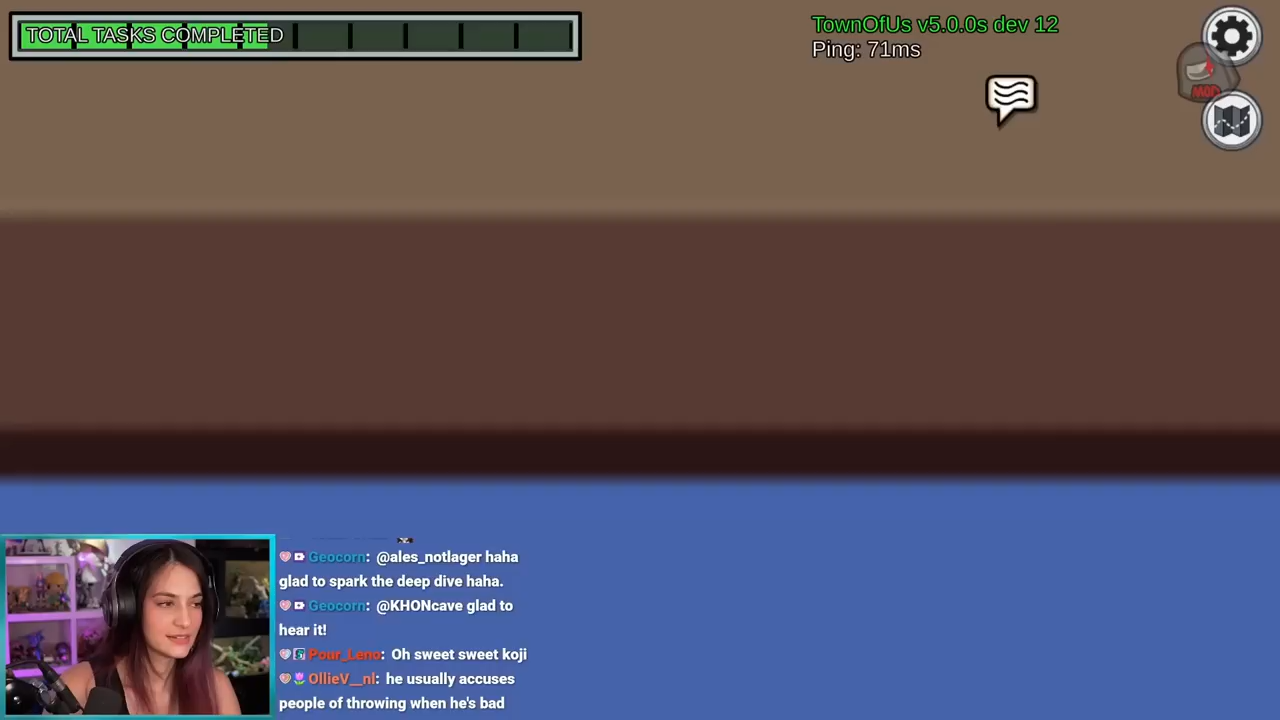 TOTAL TASKS COMPLETED
TownOfUs v5.0.0s dev 12
Ping: 71ms
MOD
Geocorn: @ales_notlager haha
glad to spark the deep dive haha.
Geocorn: @KHONcave glad to
hear it!
Pour_Leno: Oh sweet sweet koji
OllieV__nl: he usually accuses
people of throwing when he's bad